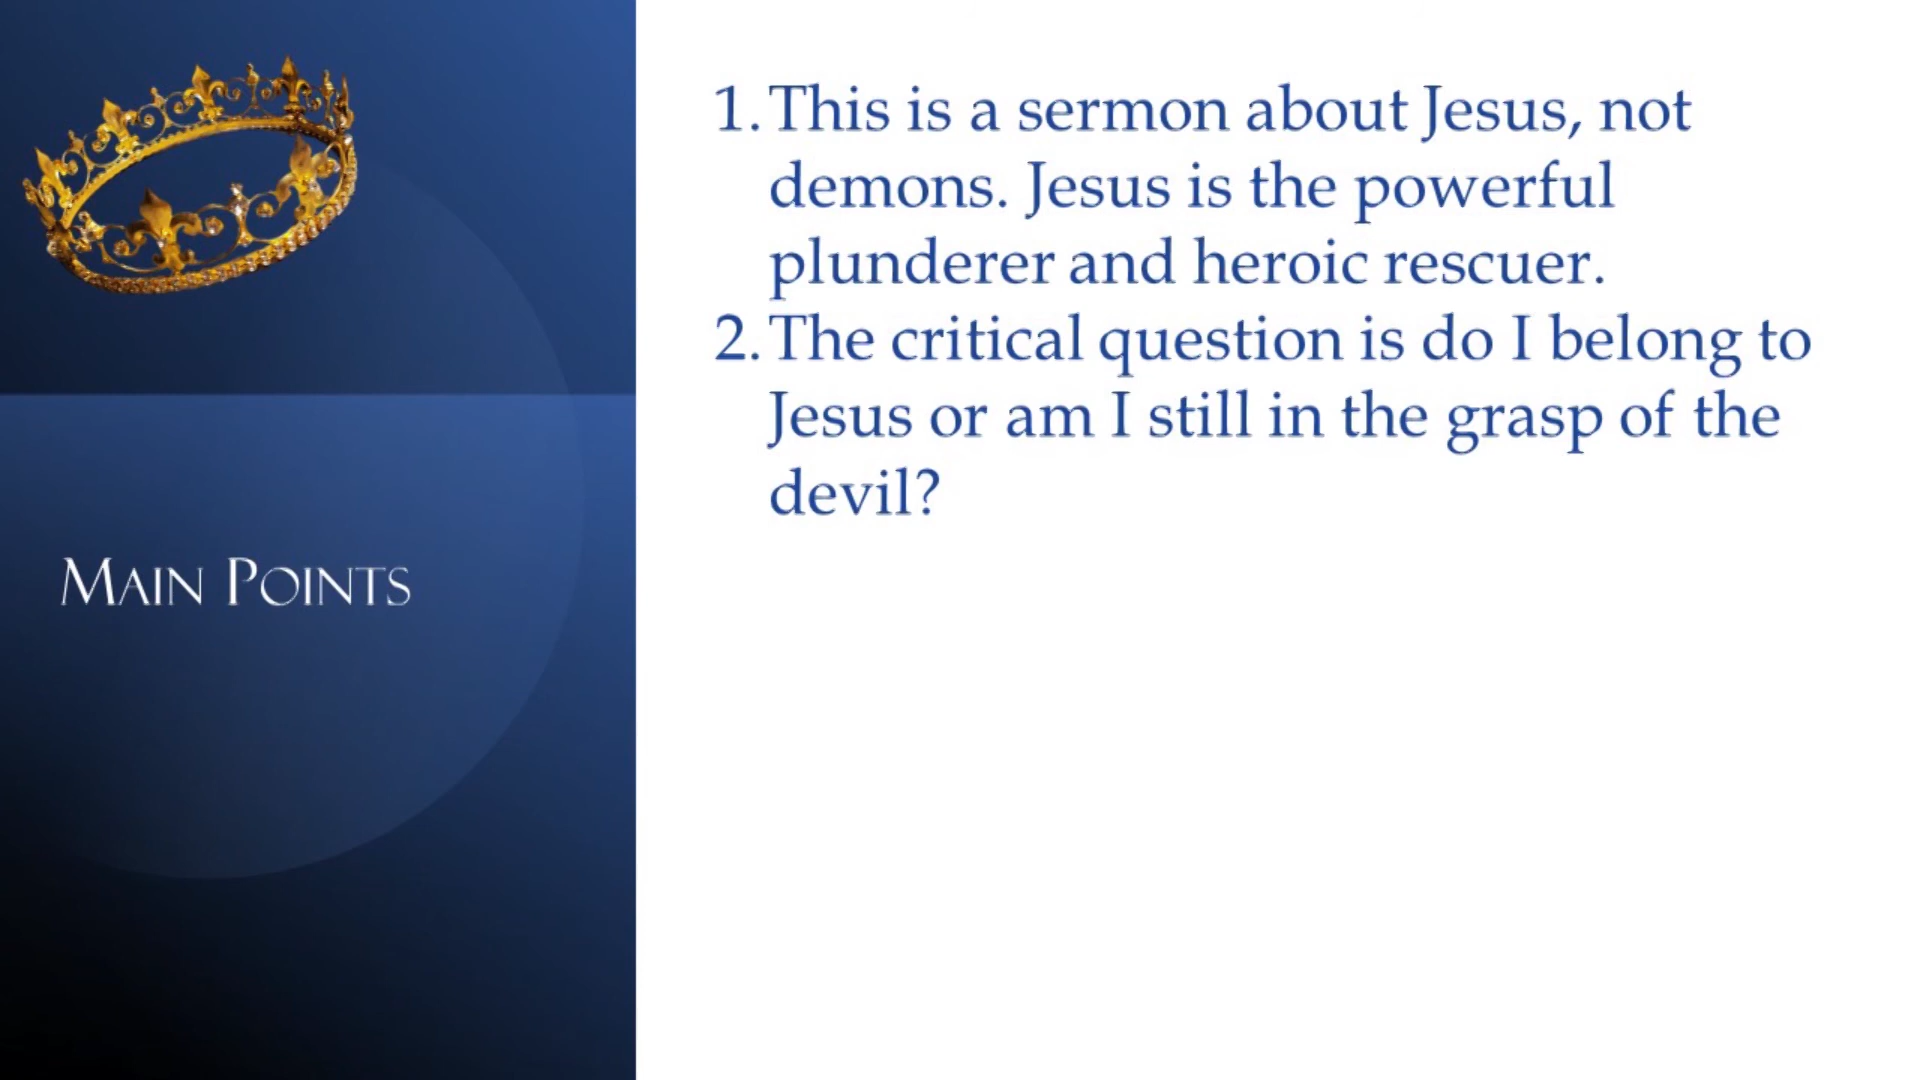 Main Points
1. This is a sermon about Jesus, not
demons. Jesus is the powerful
plunderer and heroic rescuer.
2. The critical question is do I belong to
Jesus or am I still in the grasp of the
devil?